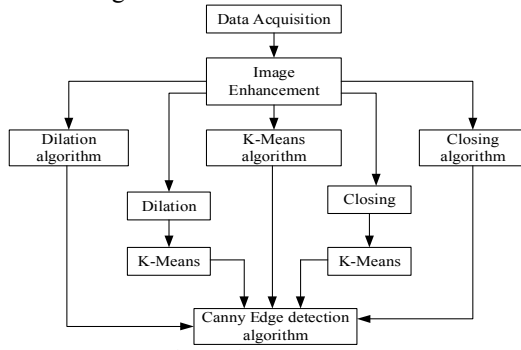 Data Acquisition
Image
Enhancement
Dilation
algorithm
K-Means
algorithm
Closing
algorithm
Dilation
Closing
K-Means
K-Means
Canny Edge detection
algorithm